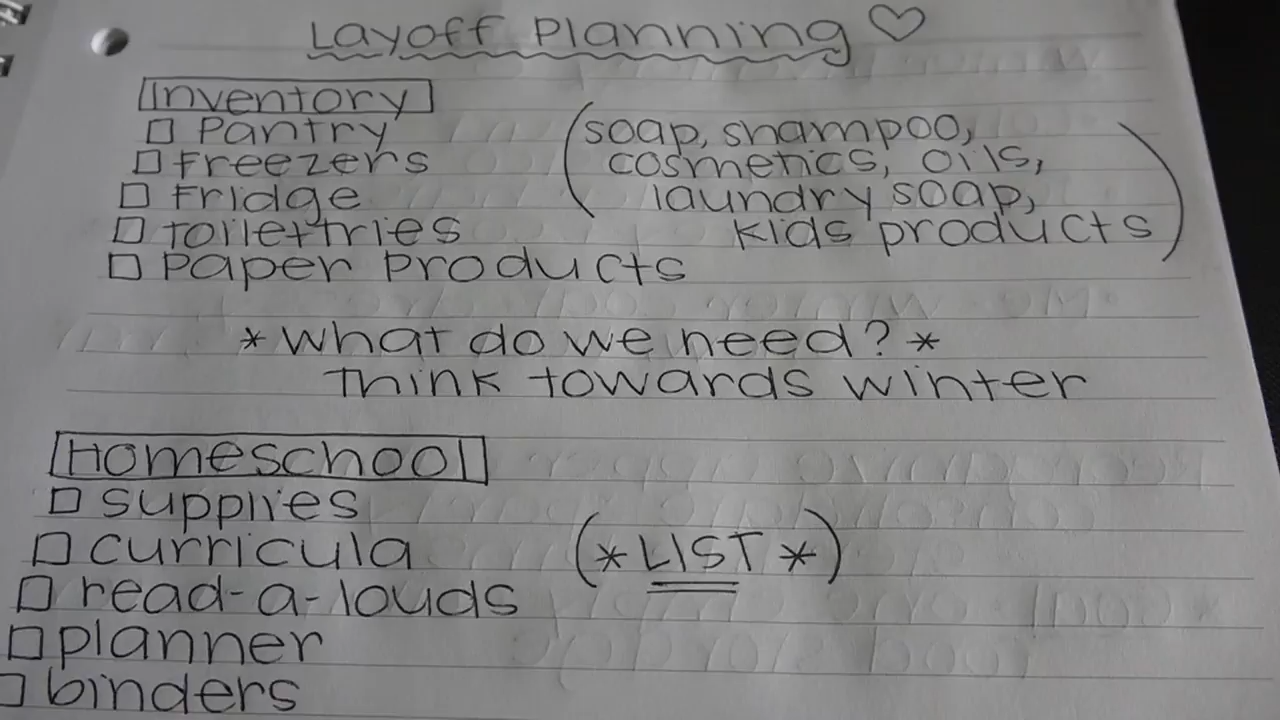 Layoff Planning ♡
Inventory
□ Pantry
□ freezers
□ fridge
□ toilettries
□ paper products
(soap, shampoo,
cosmetics, oils,
laundry soap,
kids products)
*what do we need?*
think towards winter
Homeschool
□ supplies
□ curricula
□ read-a-louds
□ planner
□ binders
(*LIST*)